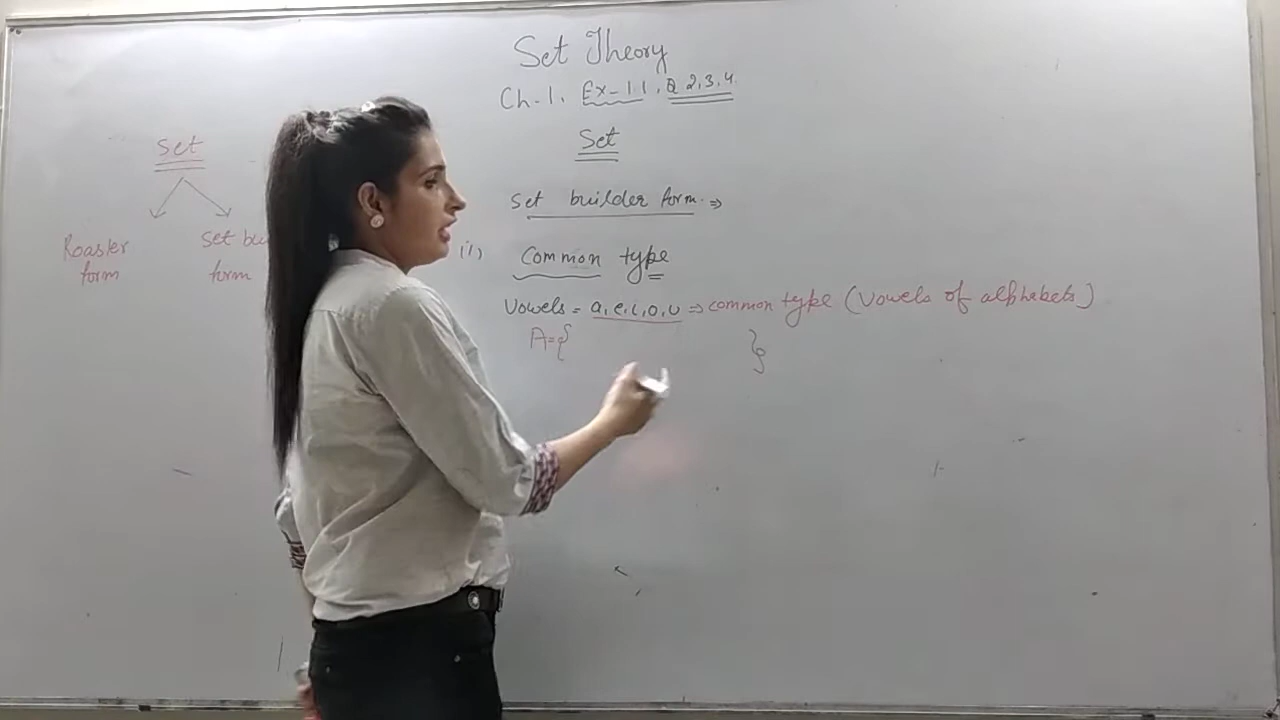 Set Theory
Ch-1, Ex-1.1, Q 2,3,4.
Set
Set
Set builder form. ⇒
Roaster form
Set bu
form
(i) Common type
Vowels = a, e, i, o, u ⇒ common type (Vowels of alphabets)
A={ }